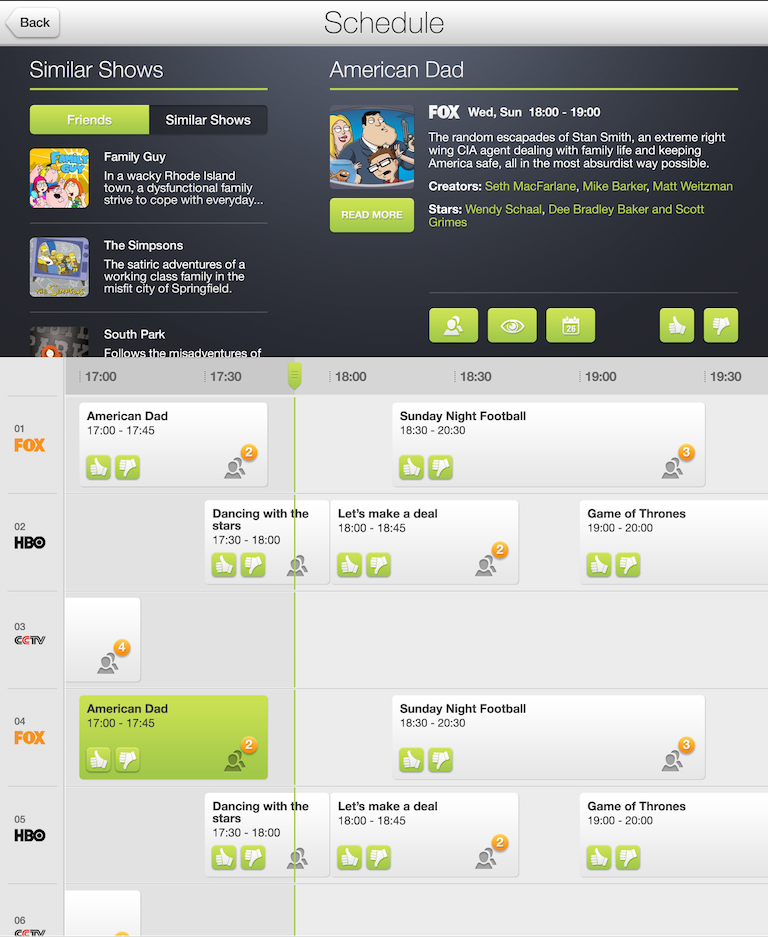 Back
Schedule
Similar Shows
Friends
Similar Shows
FAMILY
GUY
Family Guy
In a wacky Rhode Island
town, a dysfunctional family
strive to cope with everyday...
The Simpsons
The Simpsons
The satiric adventures of a
working class family in the
misfit city of Springfield.
PARK
South Park
Follows the misadventures of
American Dad
FOX Wed, Sun 18:00 - 19:00
The random escapades of Stan Smith, an extreme right
wing CIA agent dealing with family life and keeping
America safe, all in the most absurdist way possible.
Creators: Seth MacFarlane, Mike Barker, Matt Weitzman
READ MORE
Stars: Wendy Schaal, Dee Bradley Baker and Scott
Grimes
26
17:00
17:30
18:00
18:30
19:00
19:30
01
FOX
American Dad
17:00 - 17:45
2
Sunday Night Football
18:30 - 20:30
3
02
HBO
Dancing with the
stars
17:30 - 18:00
Let's make a deal
18:00 - 18:45
2
Game of Thrones
19:00 - 20:00
03
CCTV
4
04
FOX
American Dad
17:00 - 17:45
2
Sunday Night Football
18:30 - 20:30
3
05
HBO
Dancing with the
stars
17:30 - 18:00
Let's make a deal
18:00 - 18:45
2
Game of Thrones
19:00 - 20:00
06
CCTV